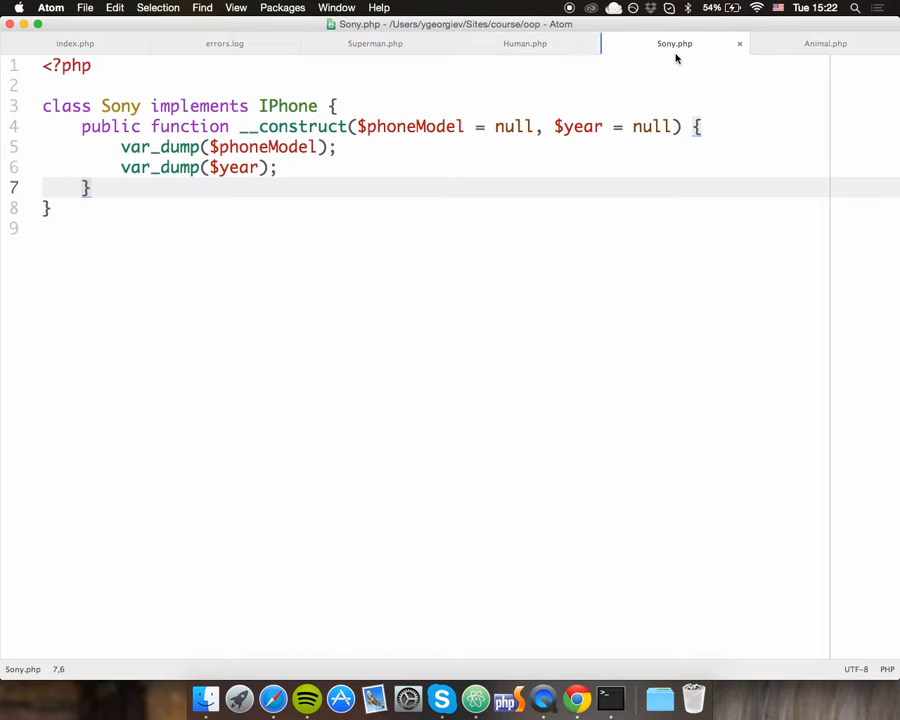 Atom File Edit Selection Find View Packages Window Help 54% Tue 15:22
Sony.php - /Users/ygeorgiev/Sites/course/oop - Atom
index.php errors.log Superman.php Human.php Sony.php × Animal.php
1 <?php
2
3 class Sony implements IPhone {
4 public function __construct($phoneModel = null, $year = null) {
5 var_dump($phoneModel);
6 var_dump($year);
7 }
8 }
9
Sony.php 7,6 UTF-8 PHP
php